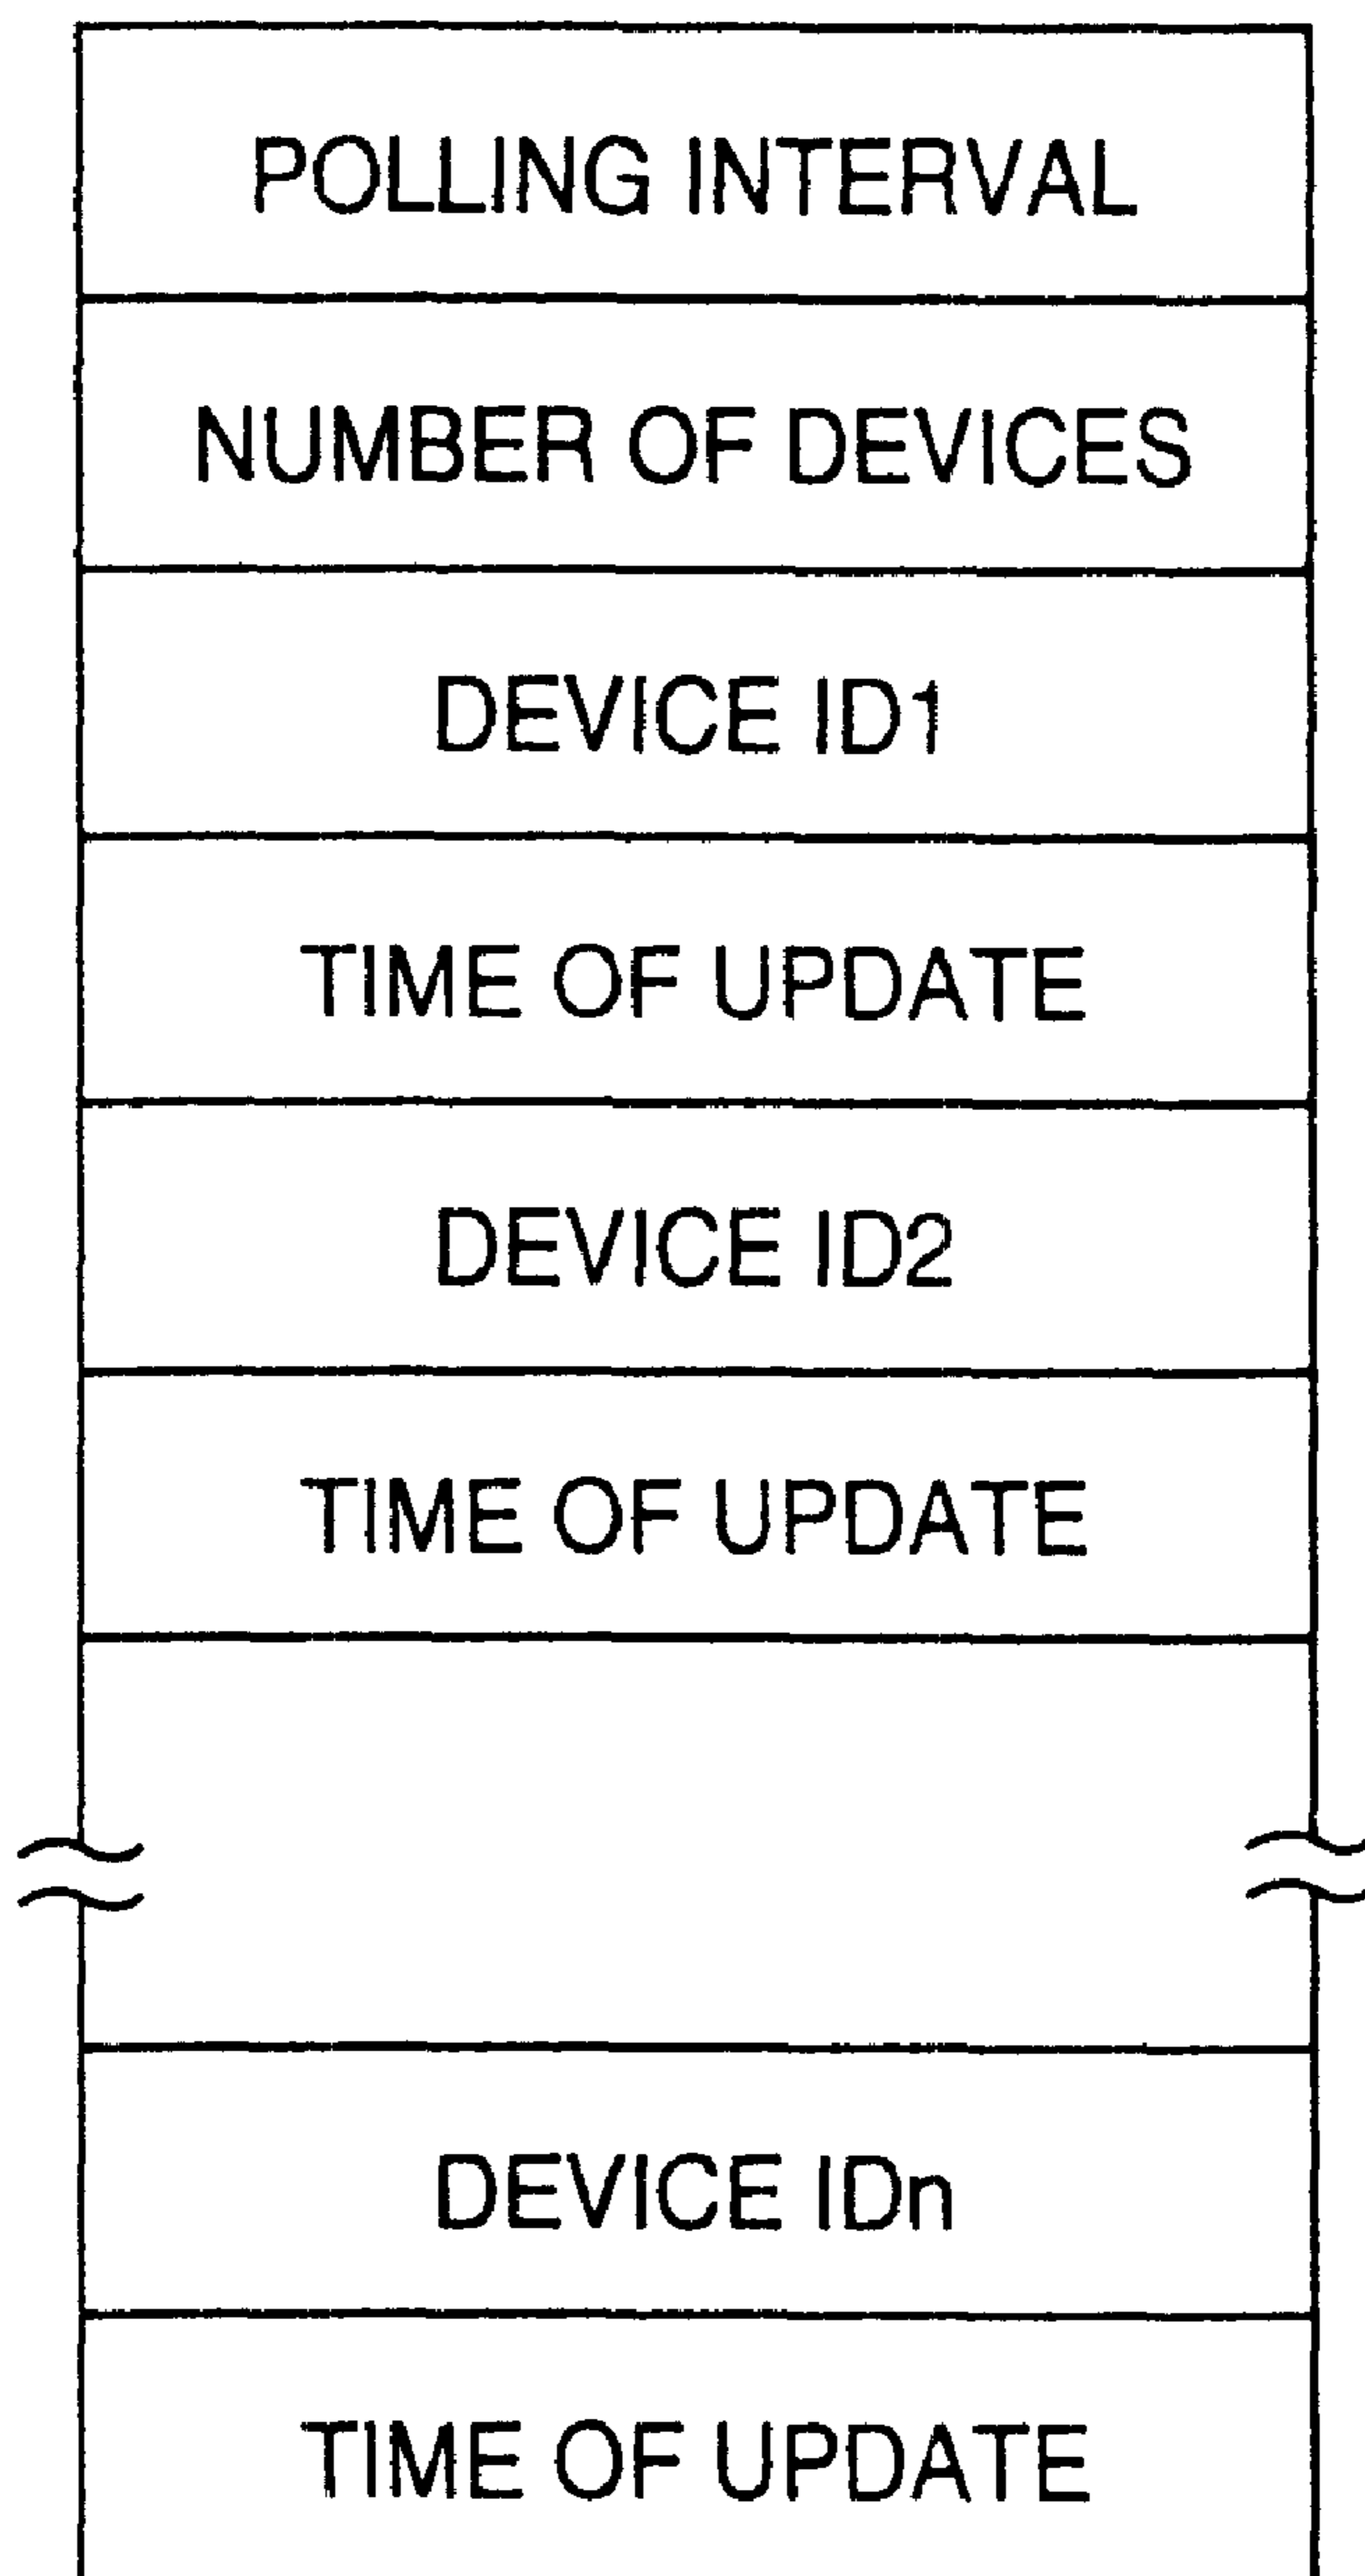 POLLING INTERVAL
NUMBER OF DEVICES
DEVICE ID1
TIME OF UPDATE
DEVICE ID2
TIME OF UPDATE
DEVICE IDn
TIME OF UPDATE